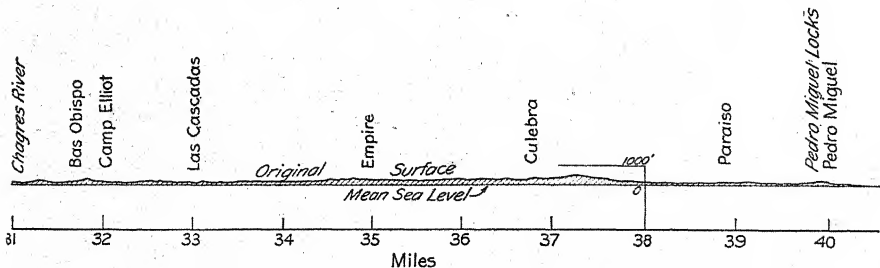 Chagres River
Bas Obispo
Camp Elliot
Las Cascadas
Empire
Culebra
Paraiso
Pedro Miguel Locks
Pedro Miguel
1000'
Original Surface
0
Mean Sea Level
31 32 33 34 35 36 37 38 39 40
Miles